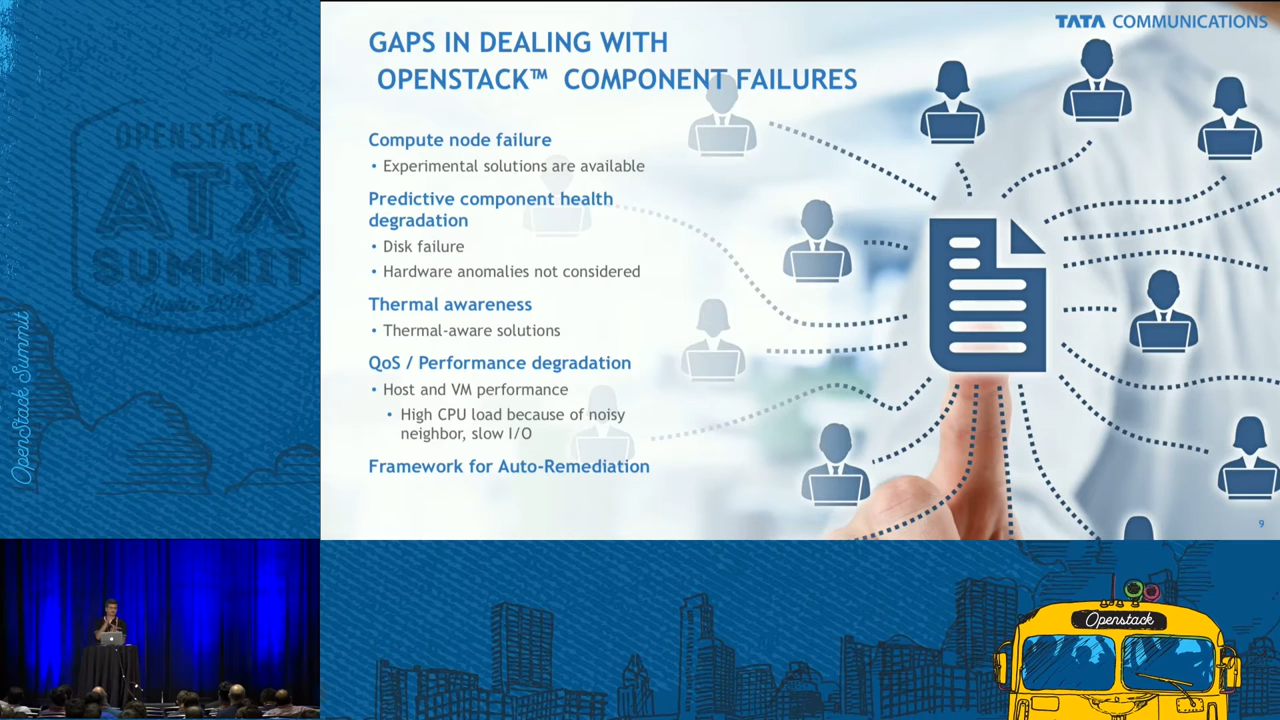 TATA COMMUNICATIONS
GAPS IN DEALING WITH
OPENSTACK™ COMPONENT FAILURES
Compute node failure
• Experimental solutions are available
Predictive component health
degradation
• Disk failure
• Hardware anomalies not considered
Thermal awareness
• Thermal-aware solutions
QoS / Performance degradation
• Host and VM performance
• High CPU load because of noisy
neighbor, slow I/O
Framework for Auto-Remediation
9
OPENSTACK
ATX
SUMMIT
Austin 2016
OpenStack Summit
Openstack